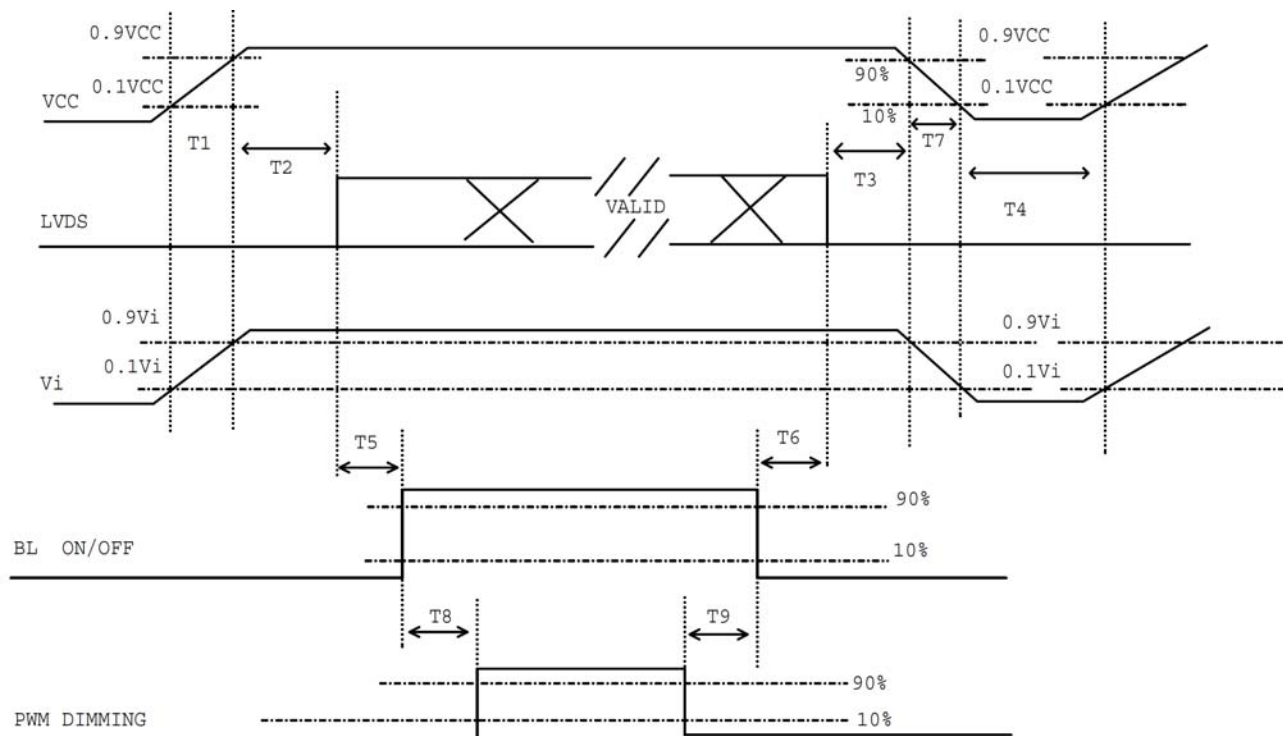 0.9VCC
0.1VCC
VCC
T1
T2
90%
10%
T3
T7
0.9VCC
0.1VCC
T4
LVDS
VALID
0.9Vi
0.1Vi
Vi
0.9Vi
0.1Vi
T5
T6
90%
10%
BL ON/OFF
T8
T9
90%
10%
PWM DIMMING